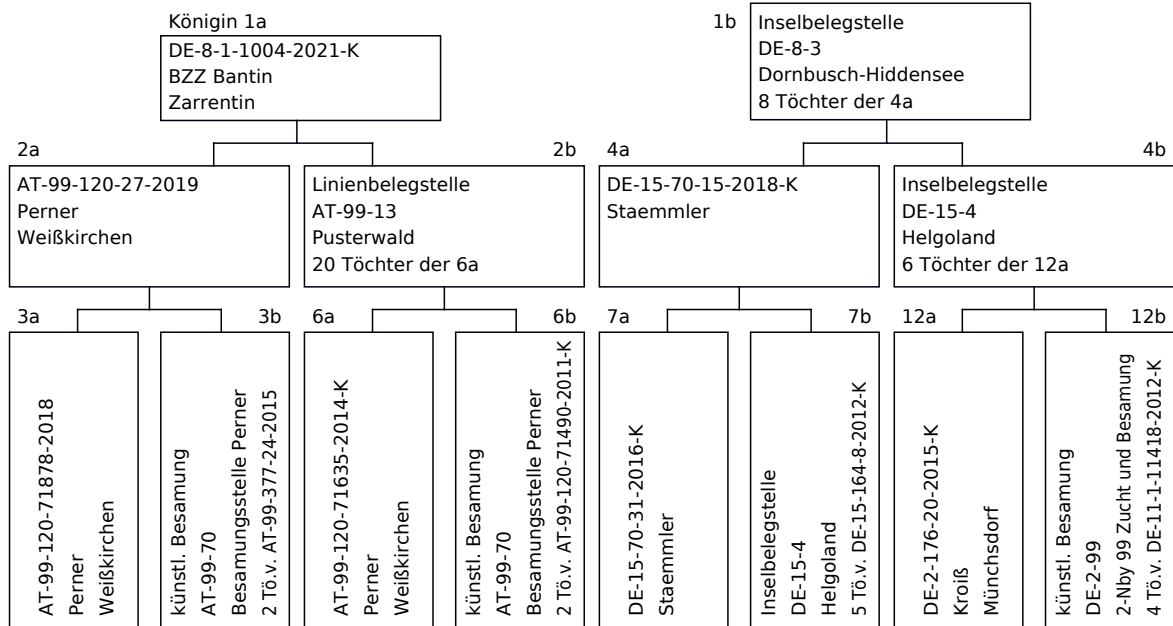 Königin 1a
DE-8-1-1004-2021-K
BZZ Bantin
Zarrentin
1b
Inselbelegstelle
DE-8-3
Dornbusch-Hiddensee
8 Töchter der 4a
2a
AT-99-120-27-2019
Perner
Weißkirchen
2b
Linienbelegstelle
AT-99-13
Pusterwald
20 Töchter der 6a
4a
DE-15-70-15-2018-K
Staemmler
4b
Inselbelegstelle
DE-15-4
Helgoland
6 Töchter der 12a
3a
AT-99-120-71878-2018
Perner
Weißkirchen
3b
künstl. Besamung
AT-99-70
Besamungsstelle Perner
2 Tö.v. AT-99-377-24-2015
6a
AT-99-120-71635-2014-K
Perner
Weißkirchen
6b
künstl. Besamung
AT-99-70
Besamungsstelle Perner
2 Tö.v. AT-99-120-71490-2011-K
7a
DE-15-70-31-2016-K
Staemmler
7b
Inselbelegstelle
DE-15-4
Helgoland
5 Tö.v. DE-15-164-8-2012-K
12a
DE-2-176-20-2015-K
Kroiß
Münchsdorf
12b
künstl. Besamung
DE-2-99
2-Nby 99 Zucht und Besamung
4 Tö.v. DE-11-1-11418-2012-K